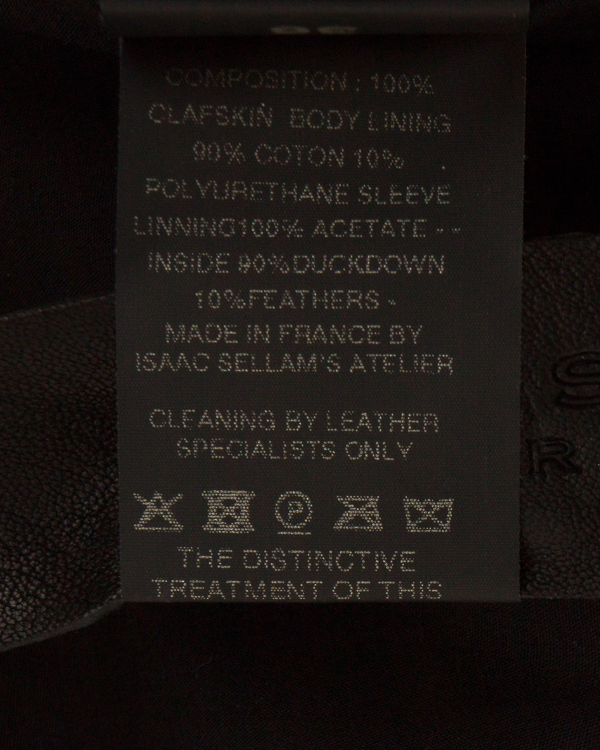 COMPOSITION : 100%
CLAFSKIN BODY LINING
90% COTON 10%
POLYURETHANE SLEEVE
LINNING100% ACETATE - -
INSIDE 90%DUCKDOWN
10%FEATHERS -
MADE IN FRANCE BY
ISAAC SELLAM'S ATELIER
CLEANING BY LEATHER
SPECIALISTS ONLY
P
THE DISTINCTIVE
TREATMENT OF THIS
S
R